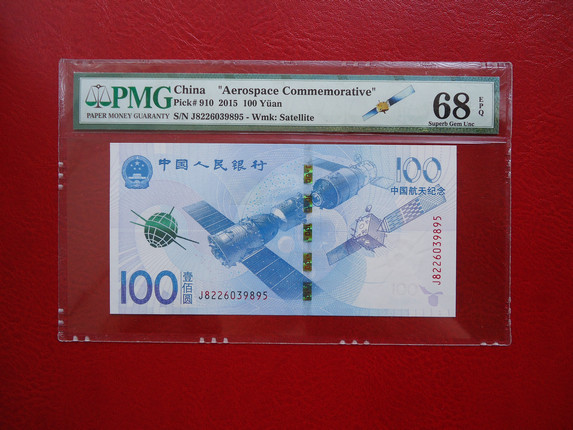 PMG
PAPER MONEY GUARANTY
China "Aerospace Commemorative"
Pick# 910 2015 100 Yüan
S/N J8226039895 - Wmk: Satellite
68
EPQ
Superb Gem Unc
中国人民银行
100
中国航天纪念
J8226039895
100
壹佰圆
J8226039895
100